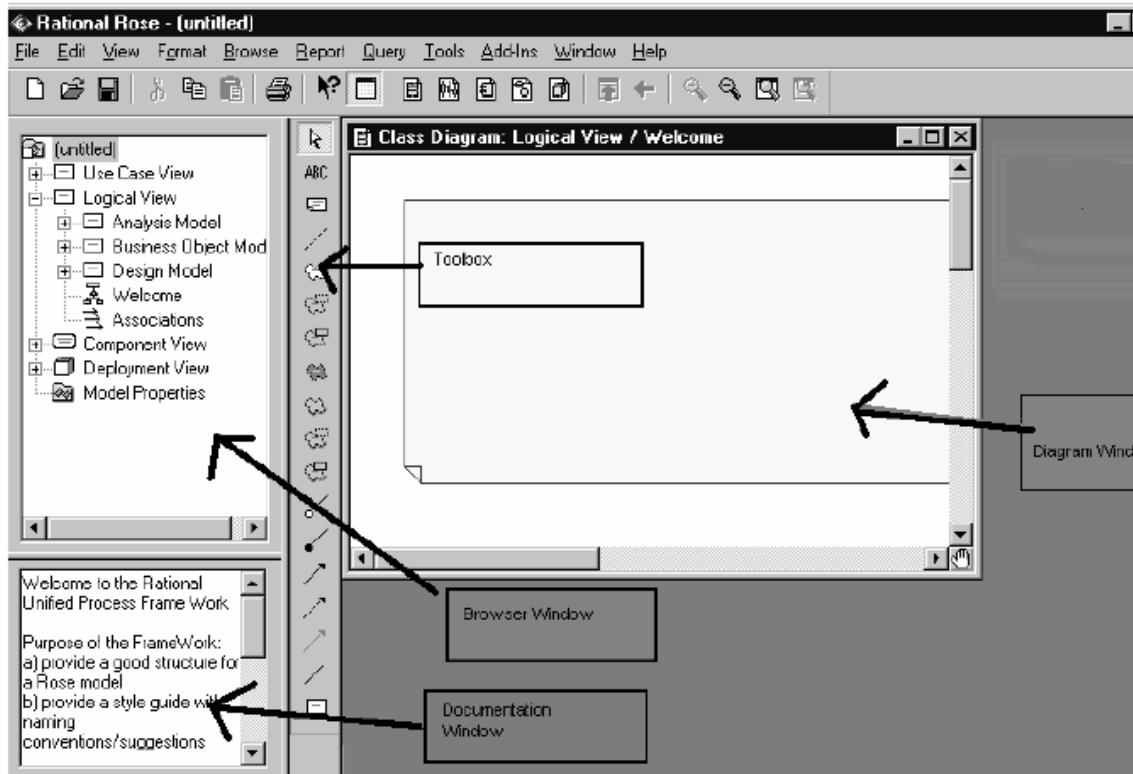 Rational Rose - (untitled)
File Edit View Format Browse Report Query Tools Add-Ins Window Help
(untitled)
Use Case View
Logical View
Analysis Model
Business Object Mod
Design Model
Welcome
Associations
Component View
Deployment View
Model Properties
ABC
Class Diagram: Logical View / Welcome
Toolbox
Diagram Wind
Welcome to the Rational
Unified Process Frame Work
Purpose of the FrameWork:
a) provide a good structure for
a Rose model
b) provide a style guide with
naming
conventions/suggestions
Browser Window
Documentation
Window